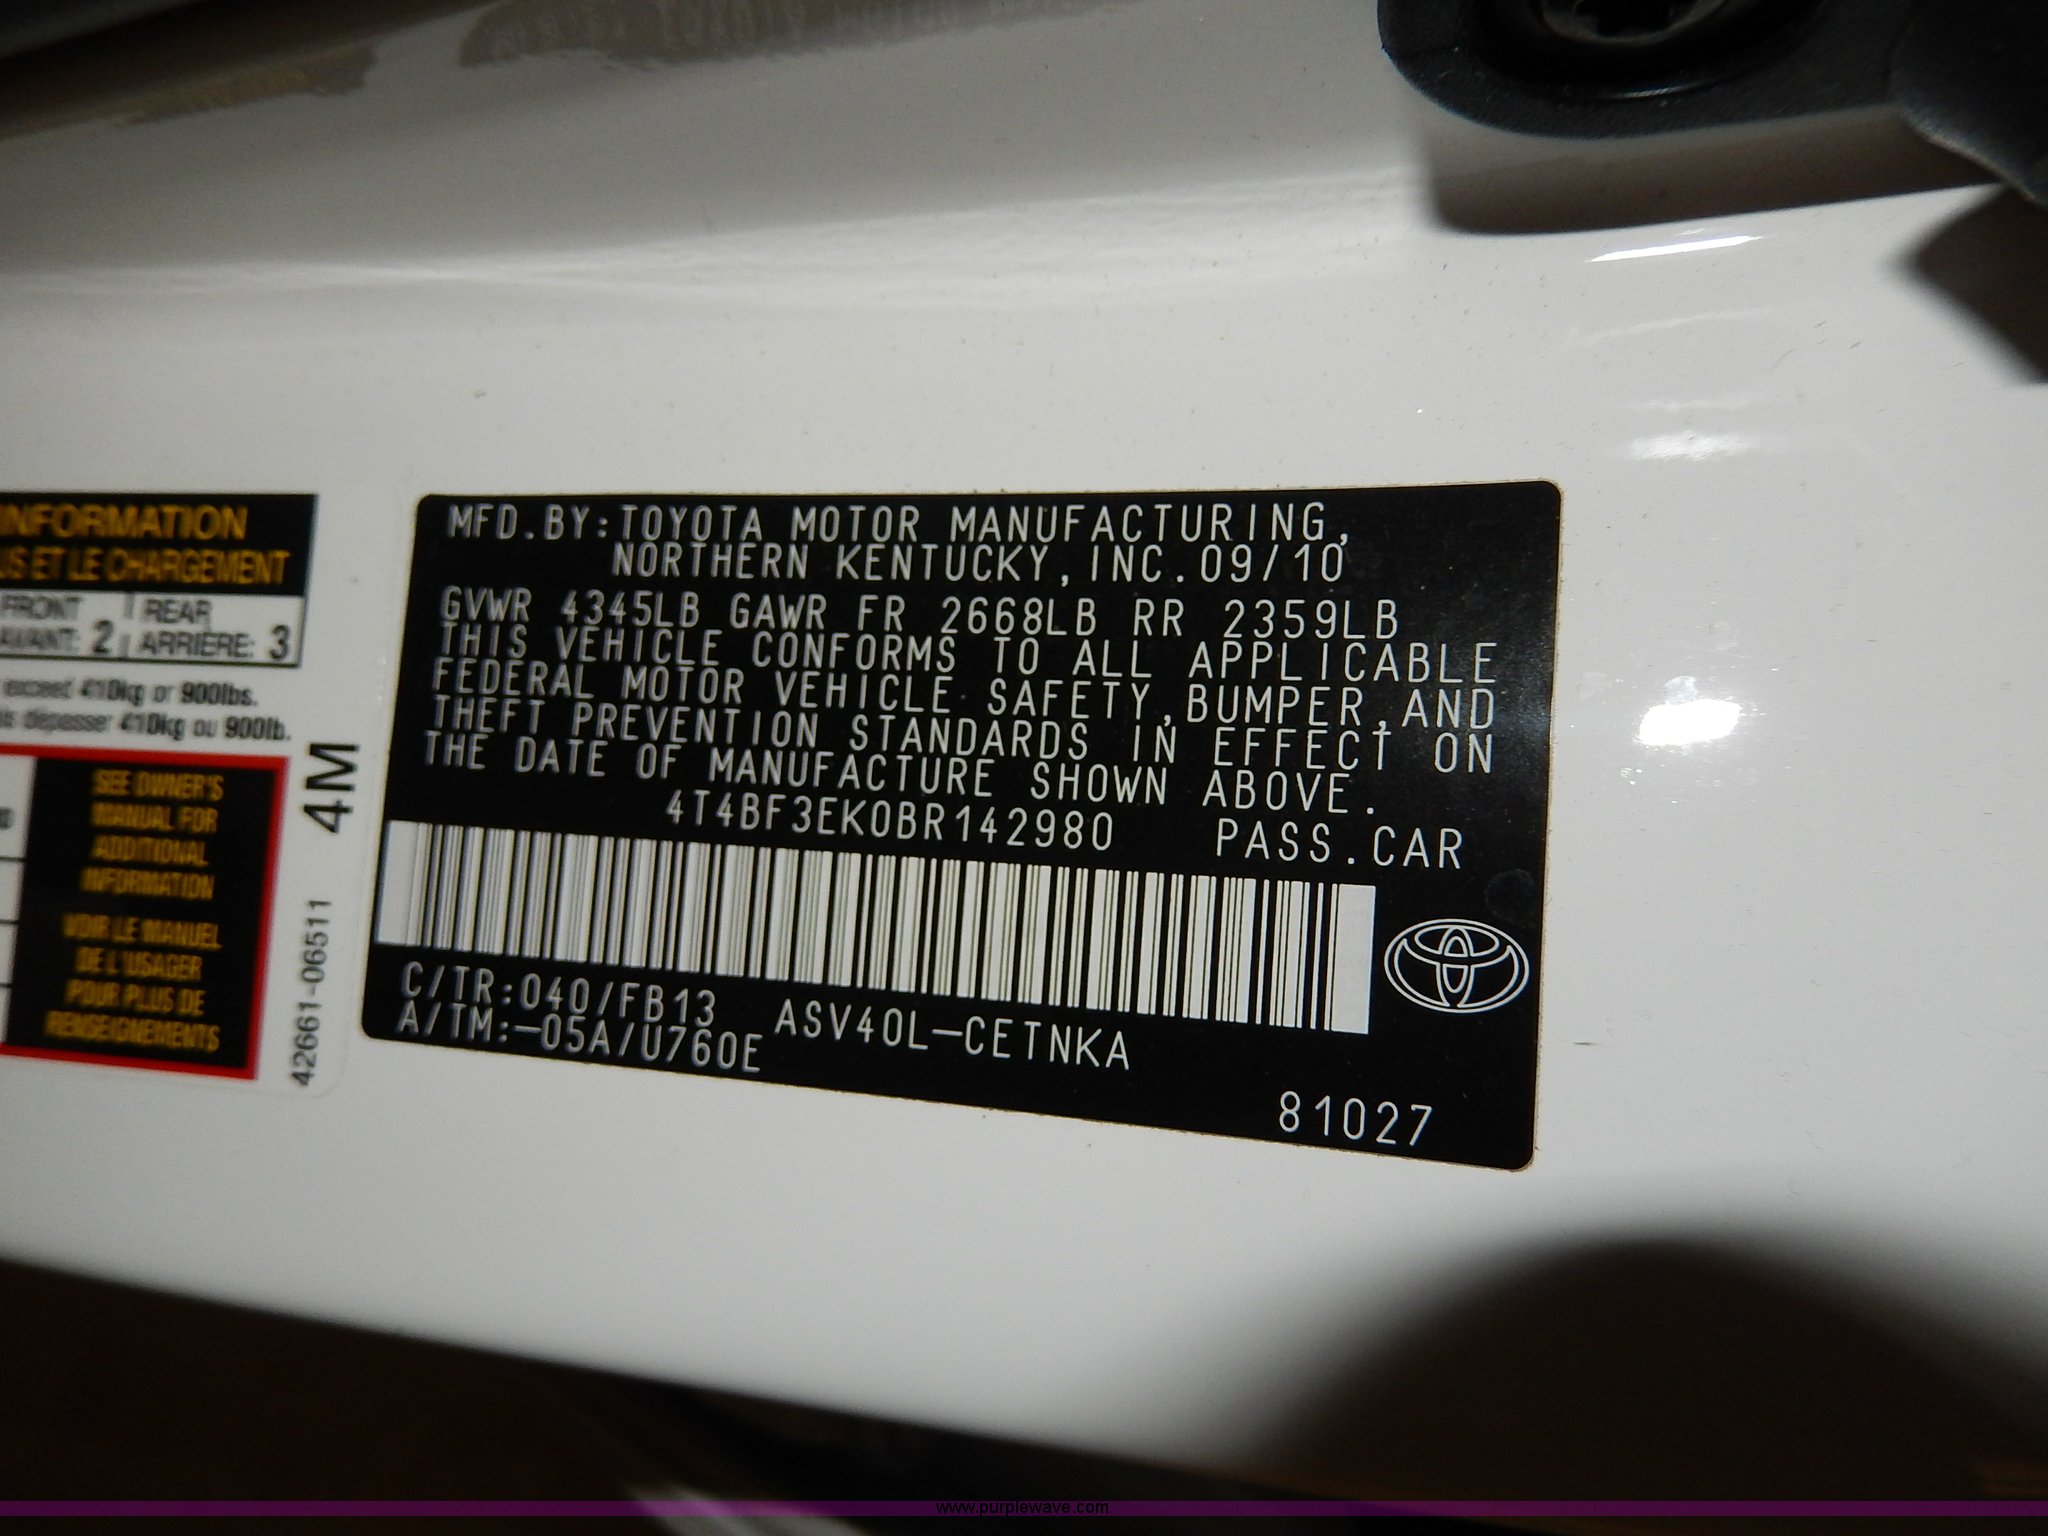 INFORMATION
US ET LE CHARGEMENT
FRONT REAR
AVANT: 2 ARRIÈRE: 3
exceed 410kg or 900lbs.
dépasser 410kg ou 900lb.
SEE OWNER'S
MANUAL FOR
ADDITIONAL
INFORMATION
VOIR LE MANUEL
DE L'USAGER
POUR PLUS DE
RENSEIGNEMENTS
4M
42661-06511
MFD.BY:TOYOTA MOTOR MANUFACTURING,
NORTHERN KENTUCKY,INC.09/10
GVWR 4345LB GAWR FR 2668LB RR 2359LB
THIS VEHICLE CONFORMS TO ALL APPLICABLE
FEDERAL MOTOR VEHICLE SAFETY,BUMPER,AND
THEFT PREVENTION STANDARDS IN EFFECT ON
THE DATE OF MANUFACTURE SHOWN ABOVE.
4T4BF3EK0BR142980 PASS.CAR
C/TR:040/FB13 ASV40L-CETNKA
A/TM:-05A/U760E
81027
www.purplewave.com